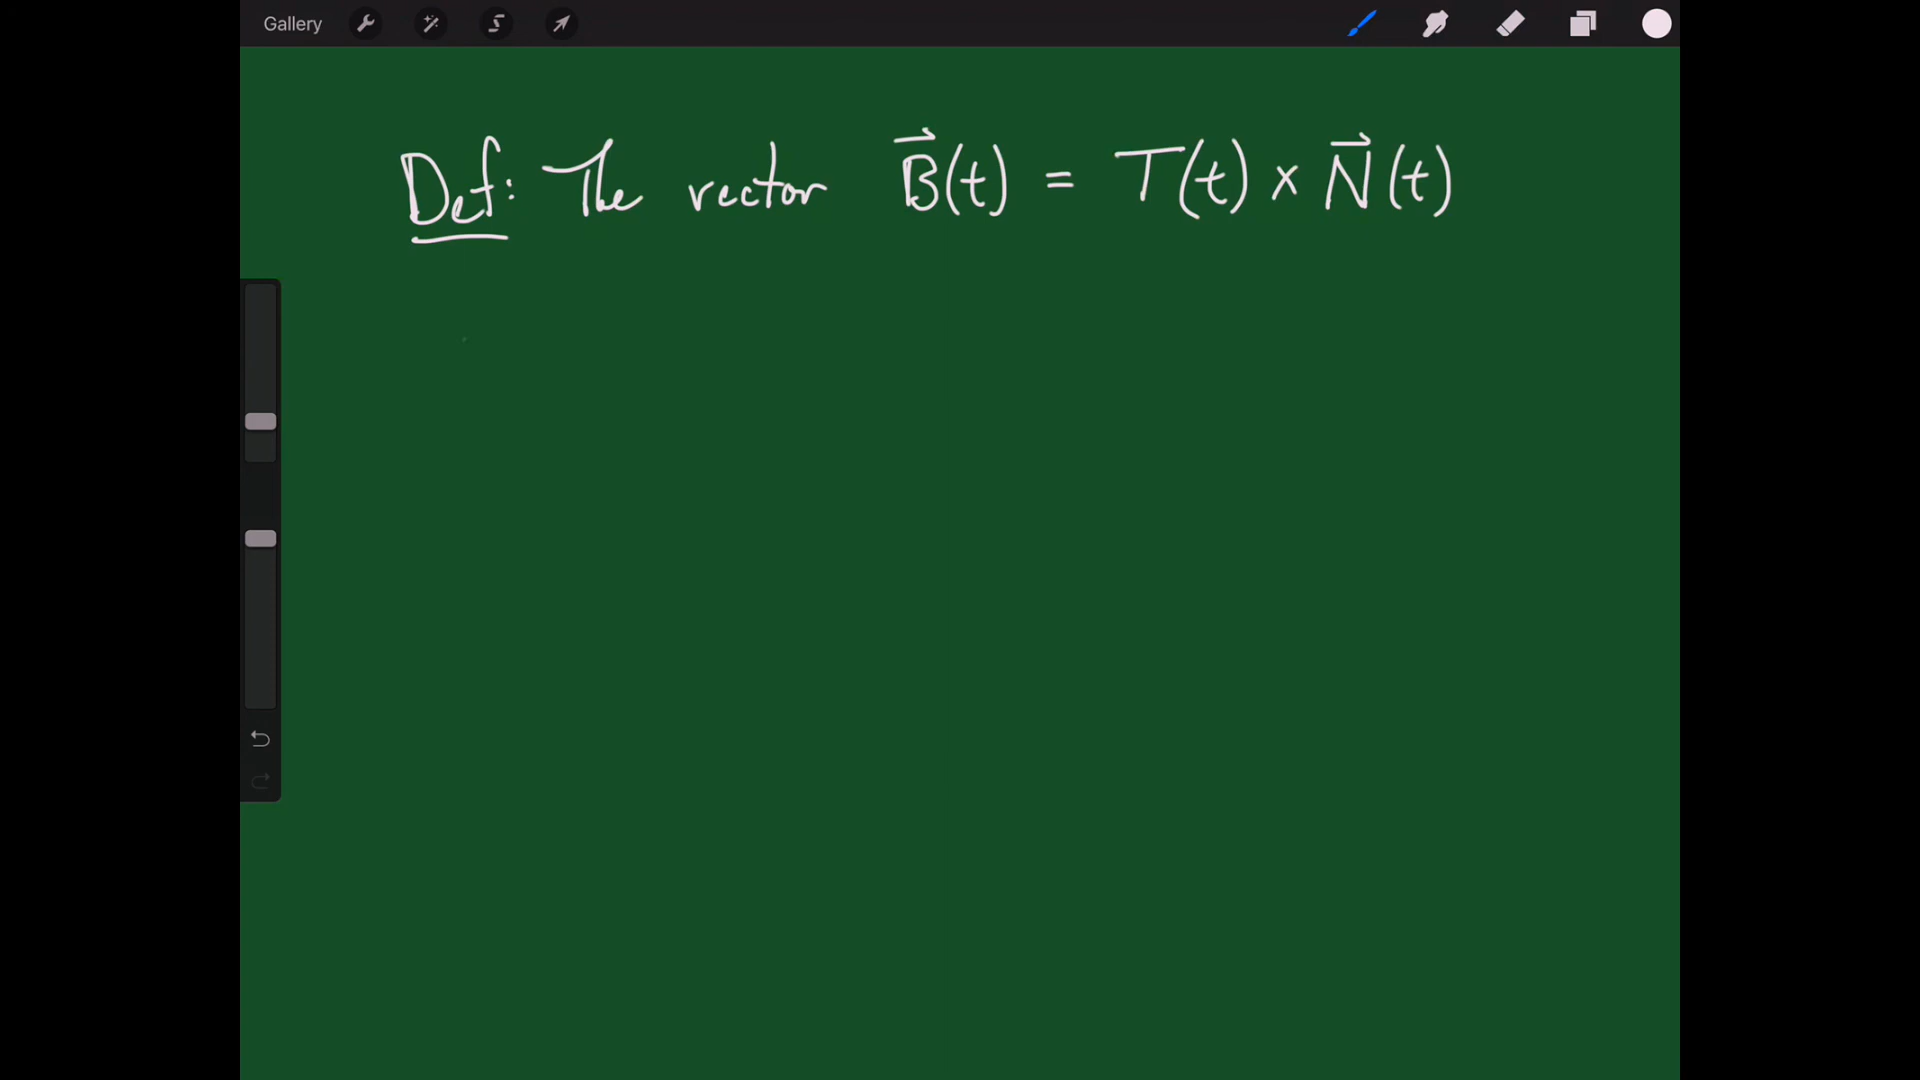 Gallery
Def: The vector B⃗(t) = T(t) × N⃗(t)